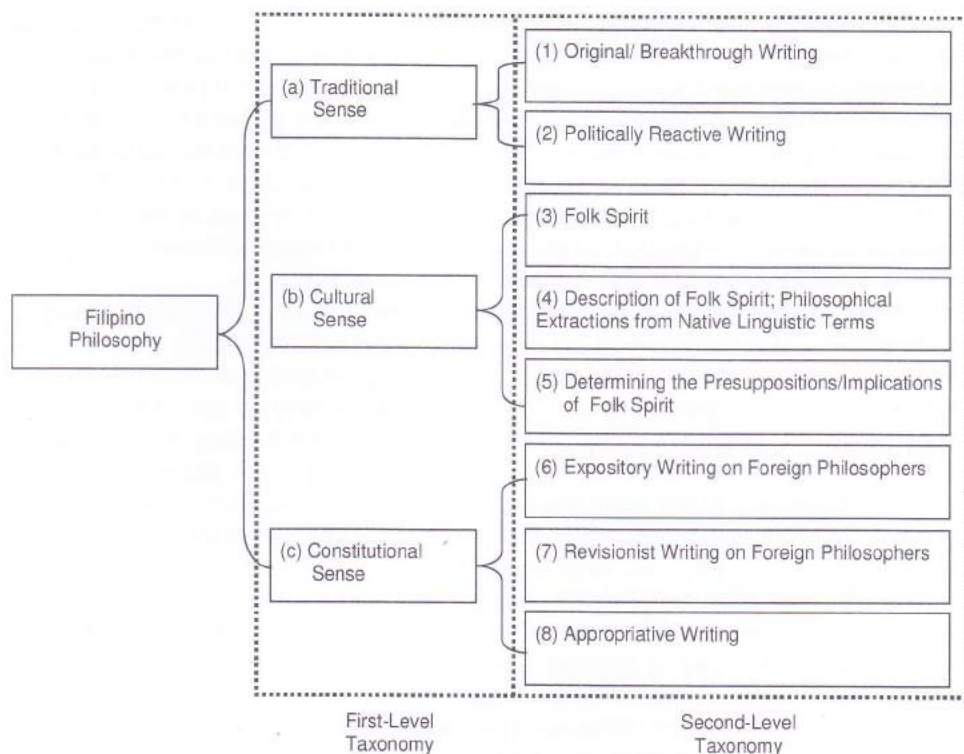 (1) Original/ Breakthrough Writing
(a) Traditional
Sense
(2) Politically Reactive Writing
(3) Folk Spirit
(b) Cultural
Sense
(4) Description of Folk Spirit; Philosophical
Extractions from Native Linguistic Terms
Filipino
Philosophy
(5) Determining the Presuppositions/Implications
of Folk Spirit
(6) Expository Writing on Foreign Philosophers
(c) Constitutional
Sense
(7) Revisionist Writing on Foreign Philosophers
(8) Appropriative Writing
First-Level
Taxonomy
Second-Level
Taxonomy